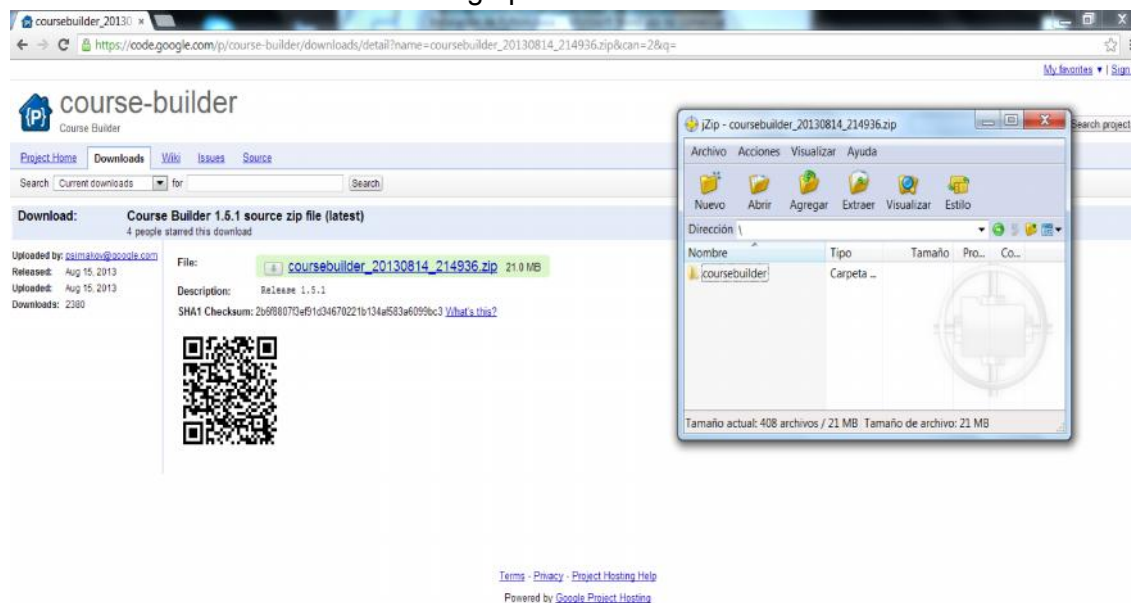 coursebuilder_20130
https://code.google.com/p/course-builder/downloads/detail?name=coursebuilder_20130814_214936.zip&can=2&q=
My favorites ▼ | Sign
{P}
course-builder
Course Builder
Search project
Project Home Downloads Wiki Issues Source
Search Current downloads for Search
Download: Course Builder 1.5.1 source zip file (latest)
4 people starred this download
Uploaded by: psimakov@google.com
Released: Aug 15, 2013
Uploaded: Aug 15, 2013
Downloads: 2380
File: coursebuilder_20130814_214936.zip 21.0 MB
Description: Release 1.5.1
SHA1 Checksum: What's this?
jZip - coursebuilder_20130814_214936.zip
Archivo Acciones Visualizar Ayuda
Nuevo Abrir Agregar Extraer Visualizar Estilo
Dirección \
Nombre Tipo Tamaño Pro... Co...
coursebuilder Carpeta ...
Tamaño actual: 408 archivos / 21 MB Tamaño de archivo: 21 MB
Terms - Privacy - Project Hosting Help
Powered by Google Project Hosting